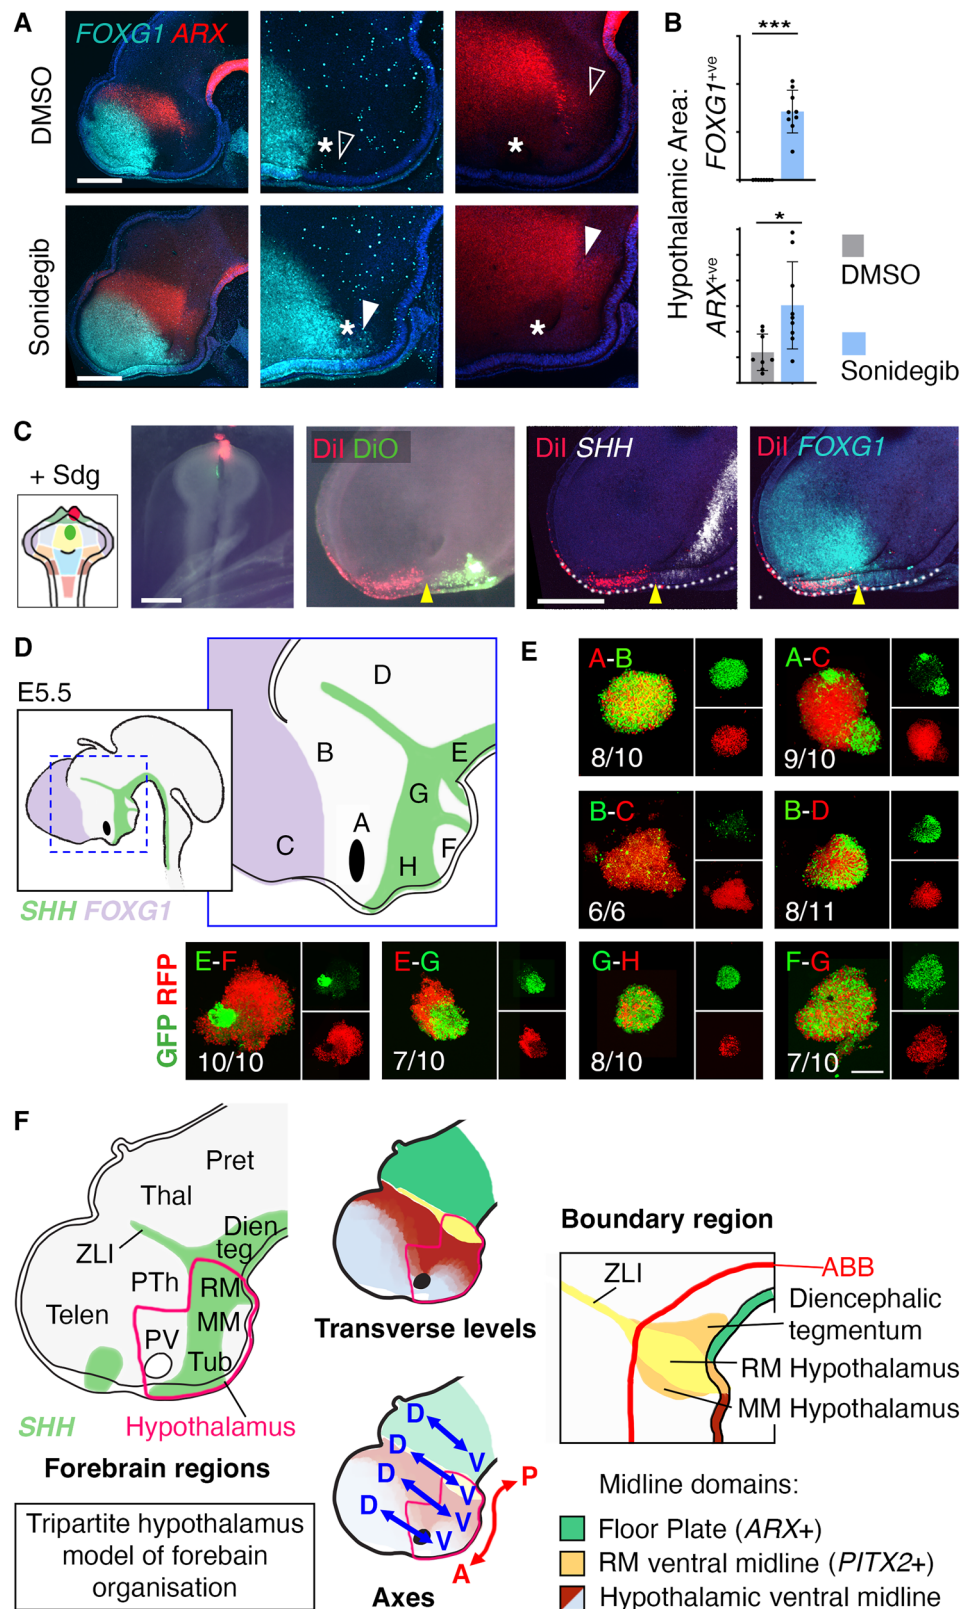 A
FOXG1 ARX
DMSO
*
*
Sonidegib
*
*
B
Hypothalamic Area:
FOXG1+ve
***
ARX+ve
*
DMSO
Sonidegib
C
+ Sdg
DiI DiO
DiI SHH
DiI FOXG1
D
E5.5
SHH FOXG1
D
B
E
G
A
C
F
H
E
A-B
8/10
A-C
9/10
B-C
6/6
B-D
8/11
GFP RFP
E-F
10/10
E-G
7/10
G-H
8/10
F-G
7/10
F
Pret
Thal
Dien
teg
ZLI
PTh
RM
Telen
MM
PV
Tub
SHH
Hypothalamus
Forebrain regions
Tripartite hypothalamus
model of forebain
organisation
Transverse levels
D
V
D
V
D
V
D
V
P
A
Axes
Boundary region
ZLI
ABB
Diencephalic
tegmentum
RM Hypothalamus
MM Hypothalamus
Midline domains:
Floor Plate (ARX+)
RM ventral midline (PITX2+)
Hypothalamic ventral midline